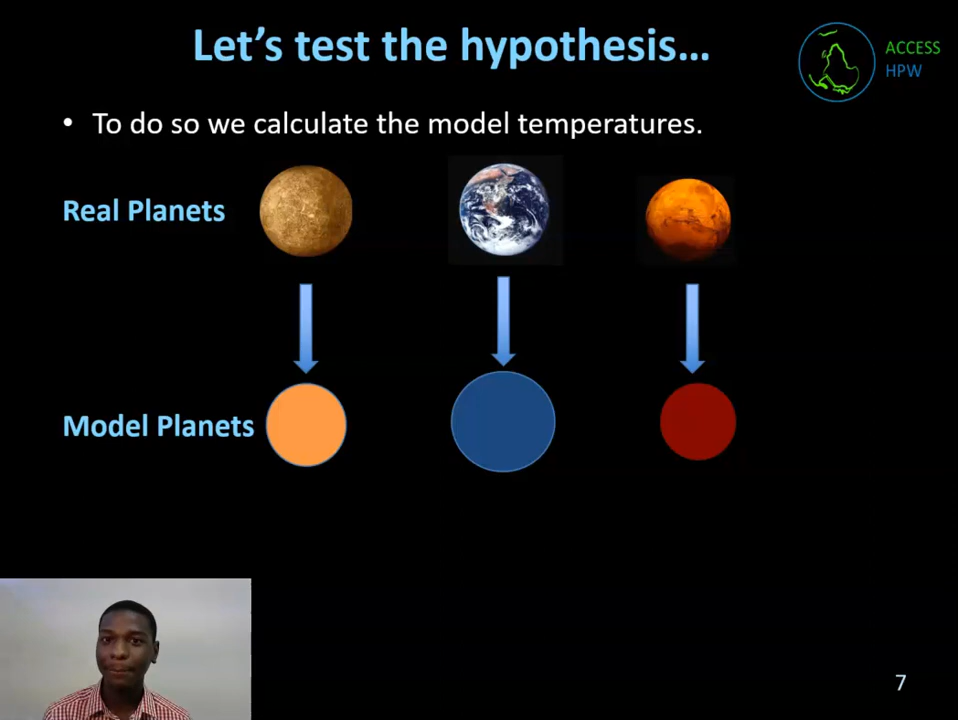 Let's test the hypothesis…
ACCESS
HPW
• To do so we calculate the model temperatures.
Real Planets
Model Planets
7